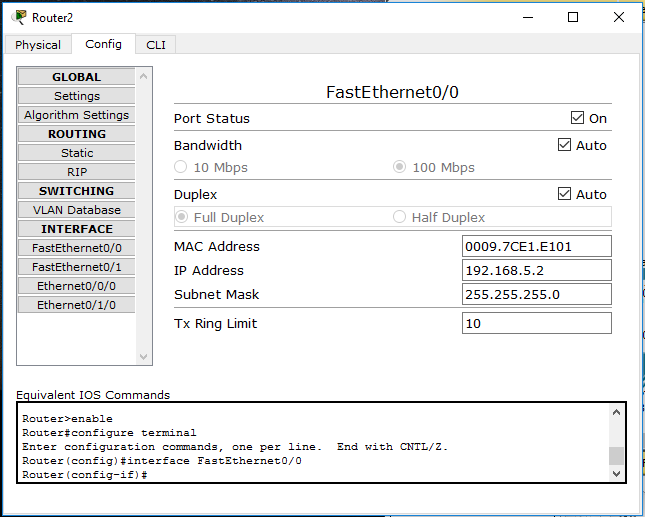 Router2
Physical Config CLI
GLOBAL
Settings
Algorithm Settings
ROUTING
Static
RIP
SWITCHING
VLAN Database
INTERFACE
FastEthernet0/0
FastEthernet0/1
Ethernet0/0/0
Ethernet0/1/0
FastEthernet0/0
Port Status On
Bandwidth Auto
10 Mbps 100 Mbps
Duplex Auto
Full Duplex Half Duplex
MAC Address 0009.7CE1.E101
IP Address 192.168.5.2
Subnet Mask 255.255.255.0
Tx Ring Limit 10
Equivalent IOS Commands
Router>enable
Router#configure terminal
Enter configuration commands, one per line.  End with CNTL/Z.
Router(config)#interface FastEthernet0/0
Router(config-if)#